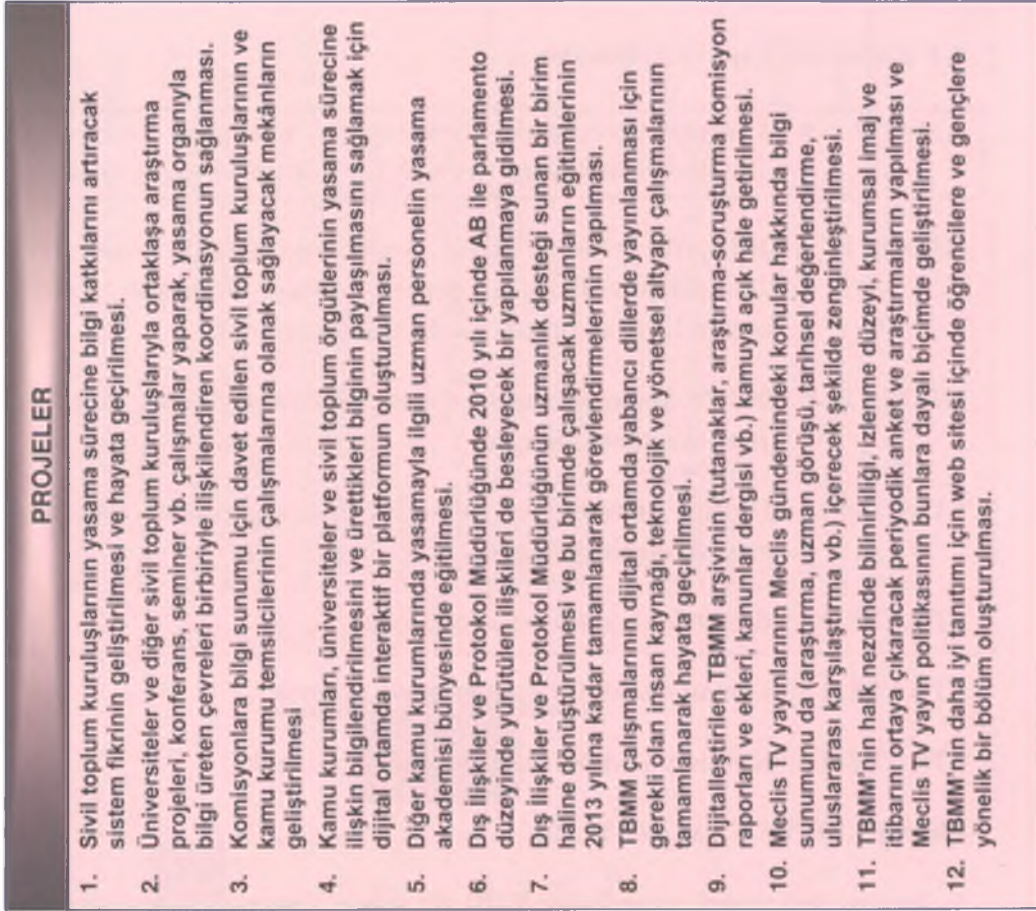 PROJELER
1. Sivil toplum kuruluşlarının yasama sürecine bilgi katkılarını artıracak
sistem fikrinin geliştirilmesi ve hayata geçirilmesi.
2. Üniversiteler ve diğer sivil toplum kuruluşlarıyla ortaklaşa araştırma
projeleri, konferans, seminer vb. çalışmalar yaparak, yasama organıyla
bilgi üreten çevreleri birbiriyle ilişkilendiren koordinasyonun sağlanması.
3. Komisyonlara bilgi sunumu için davet edilen sivil toplum kuruluşlarının ve
kamu kurumu temsilcilerinin çalışmalarına olanak sağlayacak mekânların
geliştirilmesi
4. Kamu kurumları, üniversiteler ve sivil toplum örgütlerinin yasama sürecine
ilişkin bilgilendirilmesini ve ürettikleri bilginin paylaşılmasını sağlamak için
dijital ortamda interaktif bir platformun oluşturulması.
5. Diğer kamu kurumlarında yasamayla ilgili uzman personelin yasama
akademisi bünyesinde eğitilmesi.
6. Dış İlişkiler ve Protokol Müdürlüğünde 2010 yılı içinde AB ile parlamento
düzeyinde yürütülen ilişkileri de besleyecek bir yapılanmaya gidilmesi.
7. Dış İlişkiler ve Protokol Müdürlüğünün uzmanlık desteği sunan bir birim
haline dönüştürülmesi ve bu birimde çalışacak uzmanların eğitimlerinin
2013 yılına kadar tamamlanarak görevlendirmelerinin yapılması.
8. TBMM çalışmalarının dijital ortamda yabancı dillerde yayınlanması için
gerekli olan insan kaynağı, teknolojik ve yönetsel altyapı çalışmalarının
tamamlanarak hayata geçirilmesi.
9. Dijitalleştirilen TBMM arşivinin (tutanaklar, araştırma-soruşturma komisyon
raporları ve ekleri, kanunlar dergisi vb.) kamuya açık hale getirilmesi.
10. Meclis TV yayınlarının Meclis gündemindeki konular hakkında bilgi
sunumunu da (araştırma, uzman görüşü, tarihsel değerlendirme,
uluslararası karşılaştırma vb.) içerecek şekilde zenginleştirilmesi.
11. TBMM'nin halk nezdinde bilinirliliği, izlenme düzeyi, kurumsal imaj ve
itibarını ortaya çıkaracak periyodik anket ve araştırmaların yapılması ve
Meclis TV yayın politikasının bunlara dayalı biçimde geliştirilmesi.
12. TBMM'nin daha iyi tanıtımı için web sitesi içinde öğrencilere ve gençlere
yönelik bir bölüm oluşturulması.